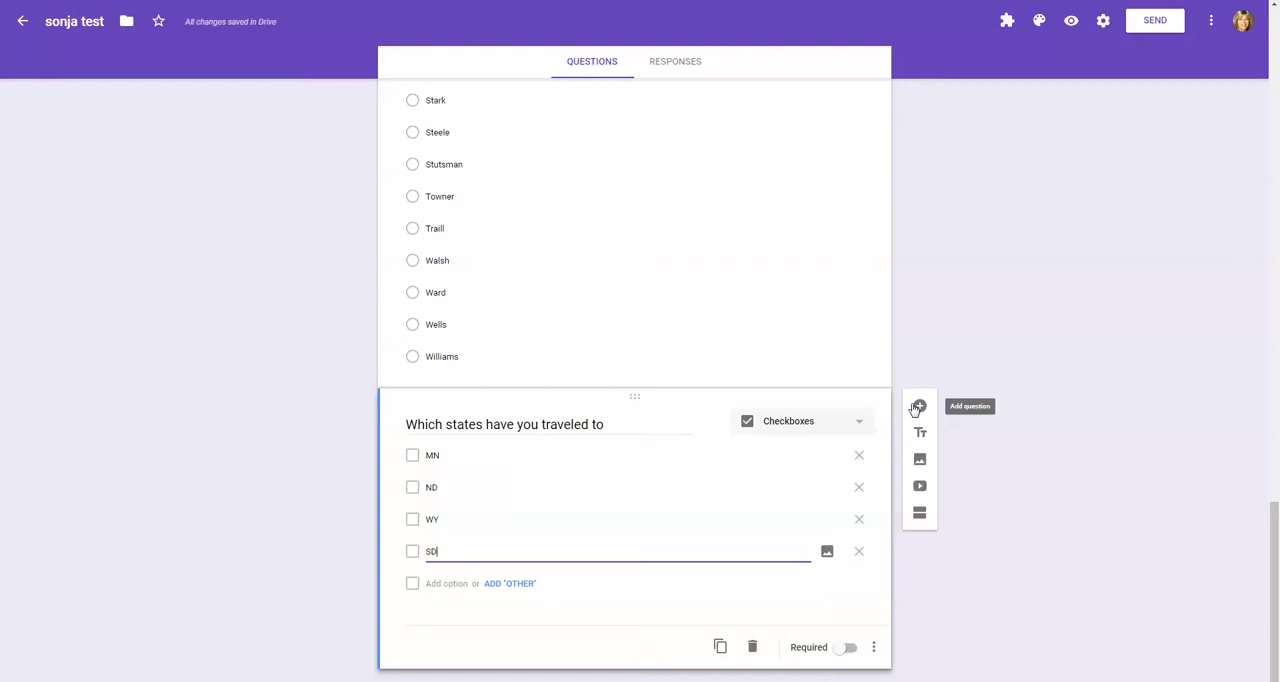 sonja test All changes saved in Drive SEND
QUESTIONS RESPONSES
Stark
Steele
Stutsman
Towner
Traill
Walsh
Ward
Wells
Williams
Which states have you traveled to Checkboxes
Add question
Tт
MN
ND
WY
SD
Add option or ADD "OTHER"
Required